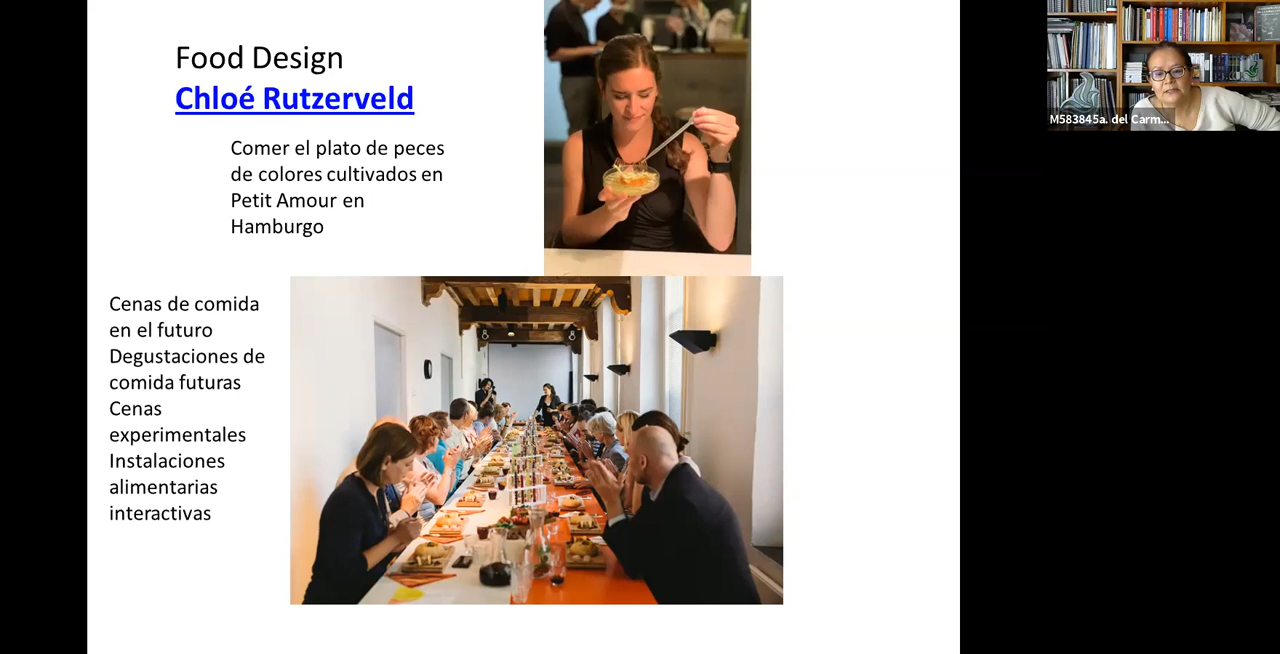 Food Design
Chloé Rutzerveld
Comer el plato de peces
de colores cultivados en
Petit Amour en
Hamburgo
Cenas de comida
en el futuro
Degustaciones de
comida futuras
Cenas
experimentales
Instalaciones
alimentarias
interactivas
M583845a. del Carm...